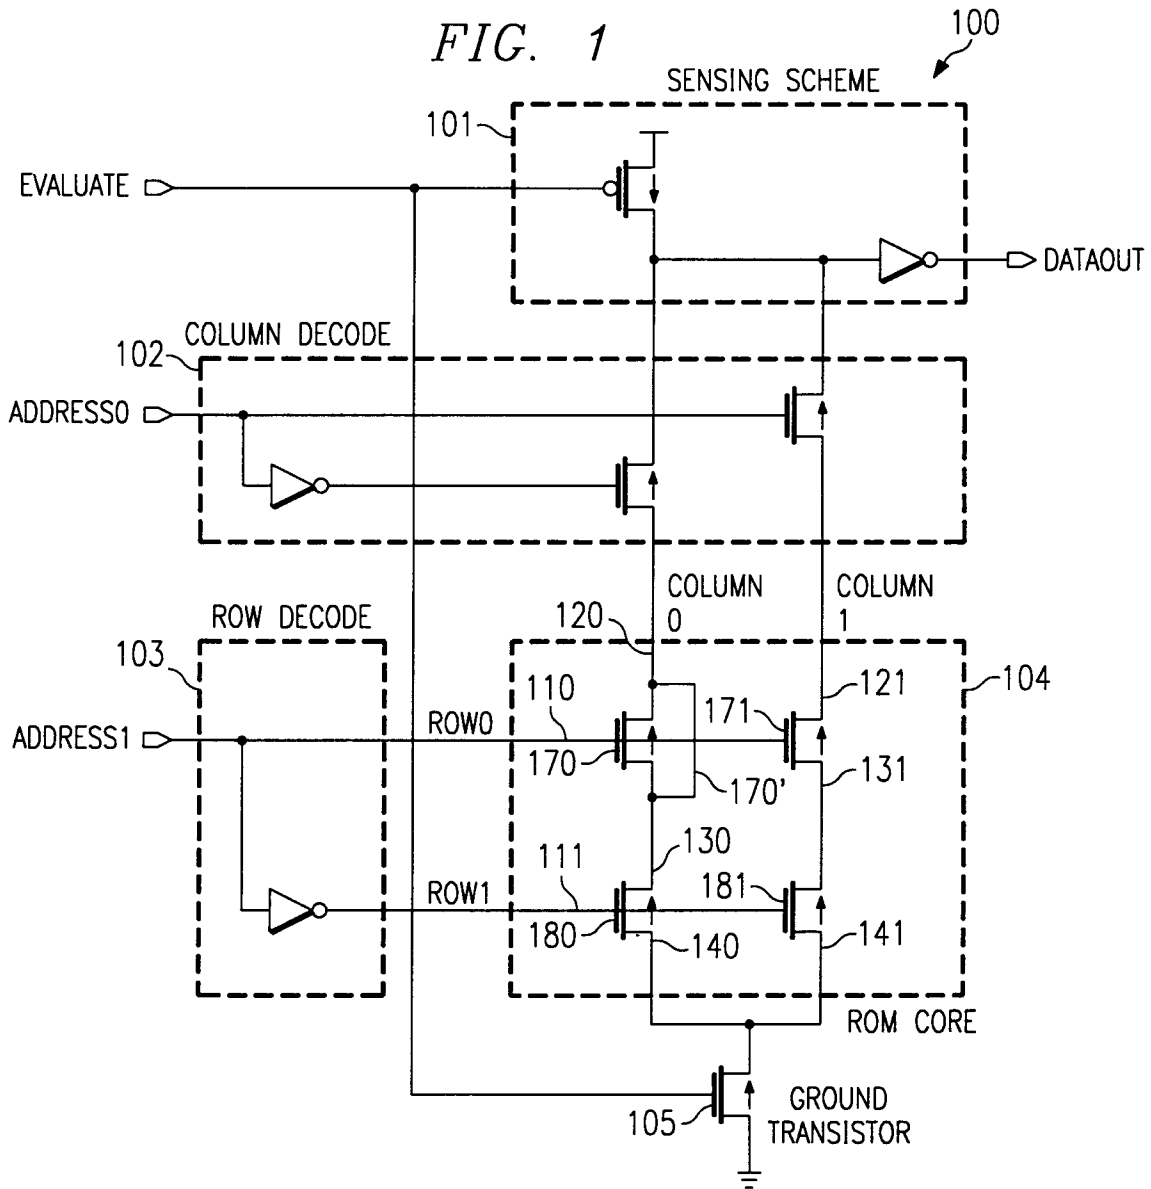 FIG. 1
100
SENSING SCHEME
101
EVALUATE
DATAOUT
COLUMN DECODE
102
ADDRESS0
COLUMN
0
COLUMN
1
ROW DECODE
120
103
104
110
121
171
ADDRESS1
ROW0
170
131
170'
130
111
181
ROW1
180
140
141
ROM CORE
105
GROUND
TRANSISTOR